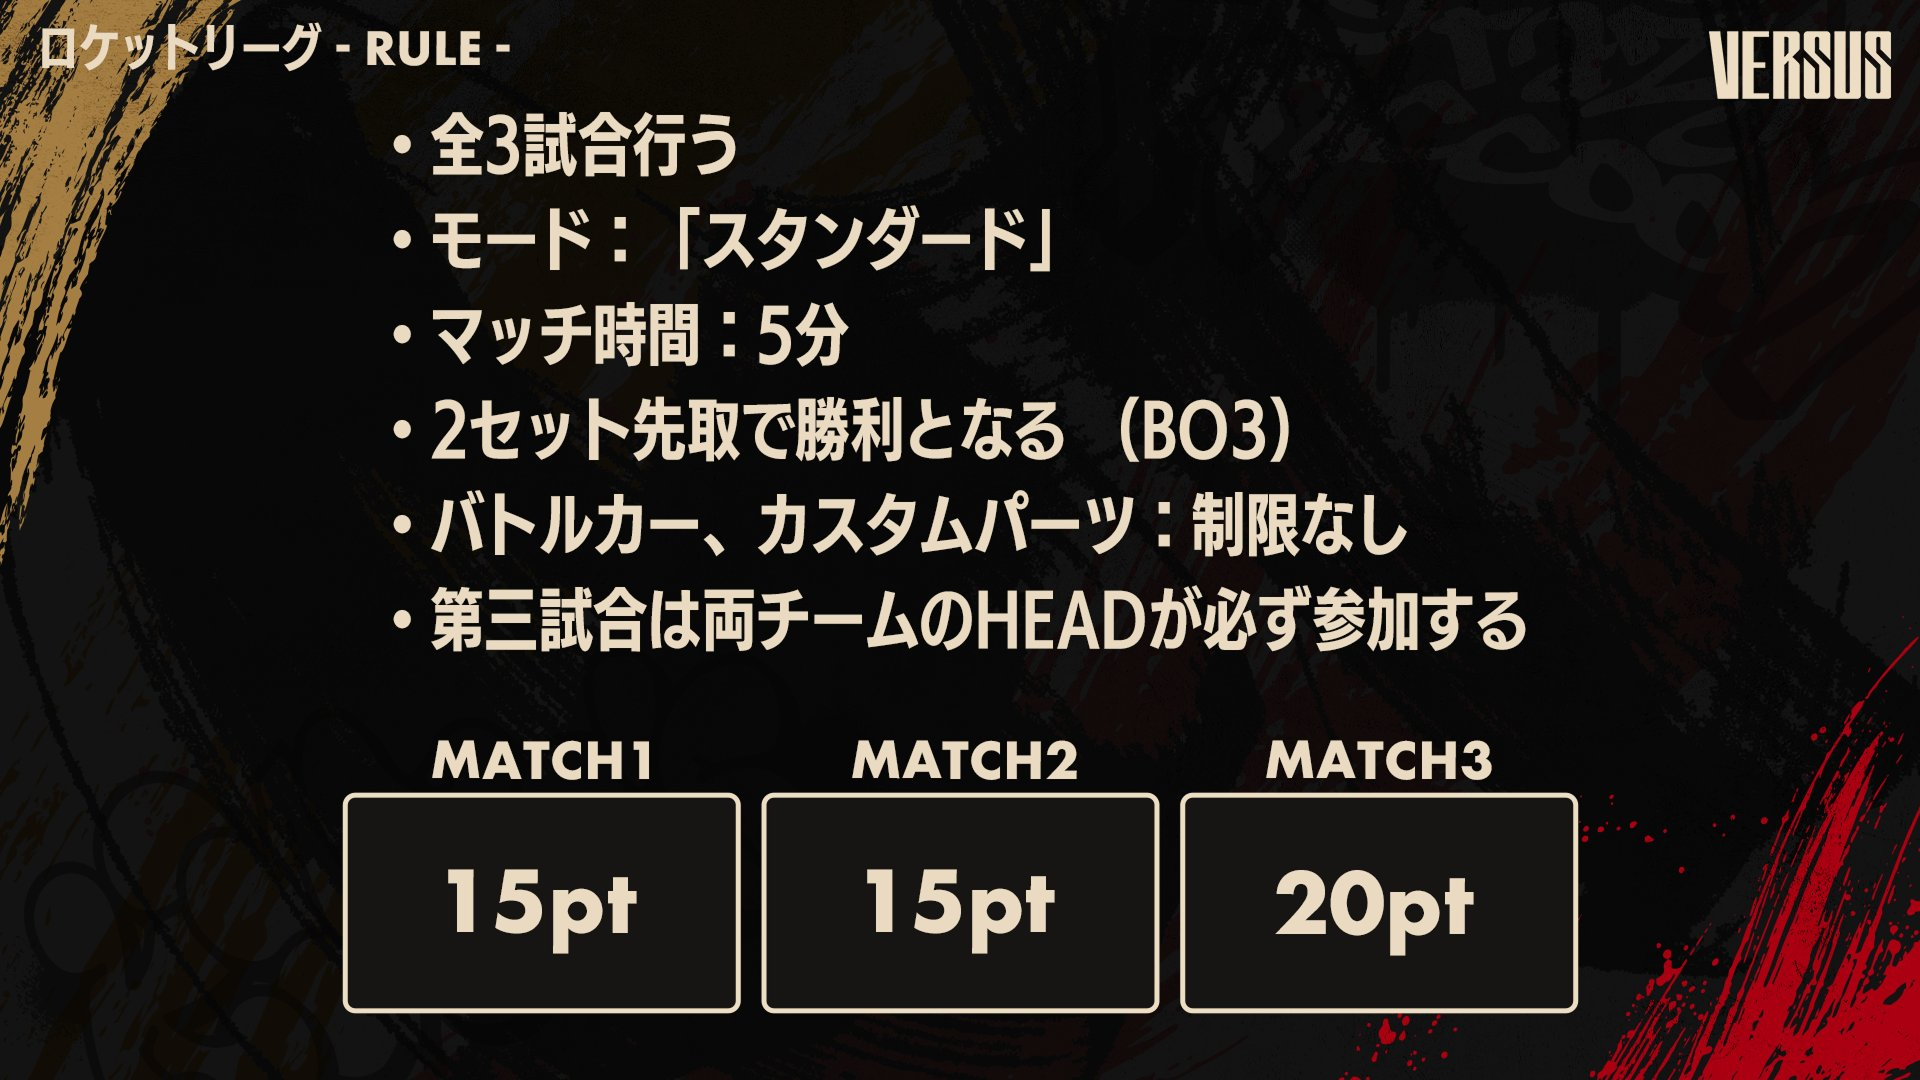 ロケットリーグ - RULE -
VERSUS
・全3試合行う
・モード：「スタンダード」
・マッチ時間：5分
・2セット先取で勝利となる （BO3）
・バトルカー、カスタムパーツ：制限なし
・第三試合は両チームのHEADが必ず参加する
MATCH1 MATCH2 MATCH3
15pt 15pt 20pt